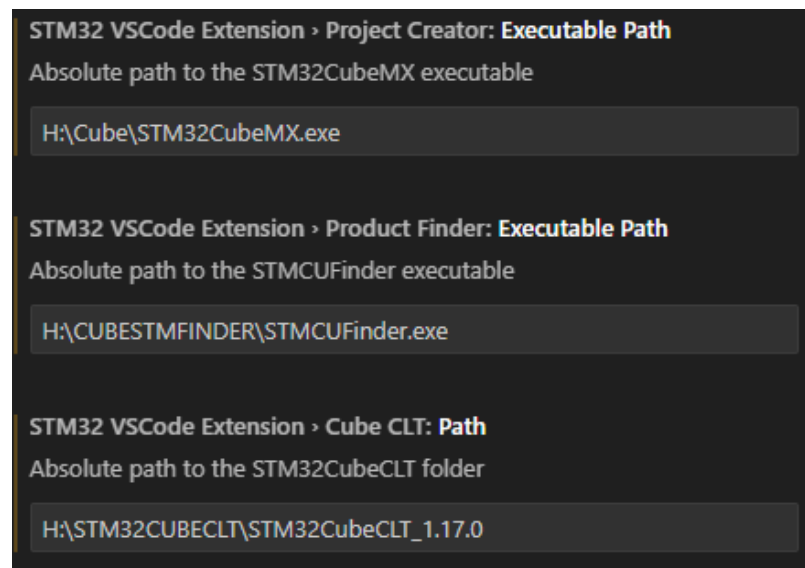 STM32 VSCode Extension › Project Creator: Executable Path
Absolute path to the STM32CubeMX executable
H:\Cube\STM32CubeMX.exe
STM32 VSCode Extension › Product Finder: Executable Path
Absolute path to the STMCUFinder executable
H:\CUBESTMFINDER\STMCUFinder.exe
STM32 VSCode Extension › Cube CLT: Path
Absolute path to the STM32CubeCLT folder
H:\STM32CUBECLT\STM32CubeCLT_1.17.0